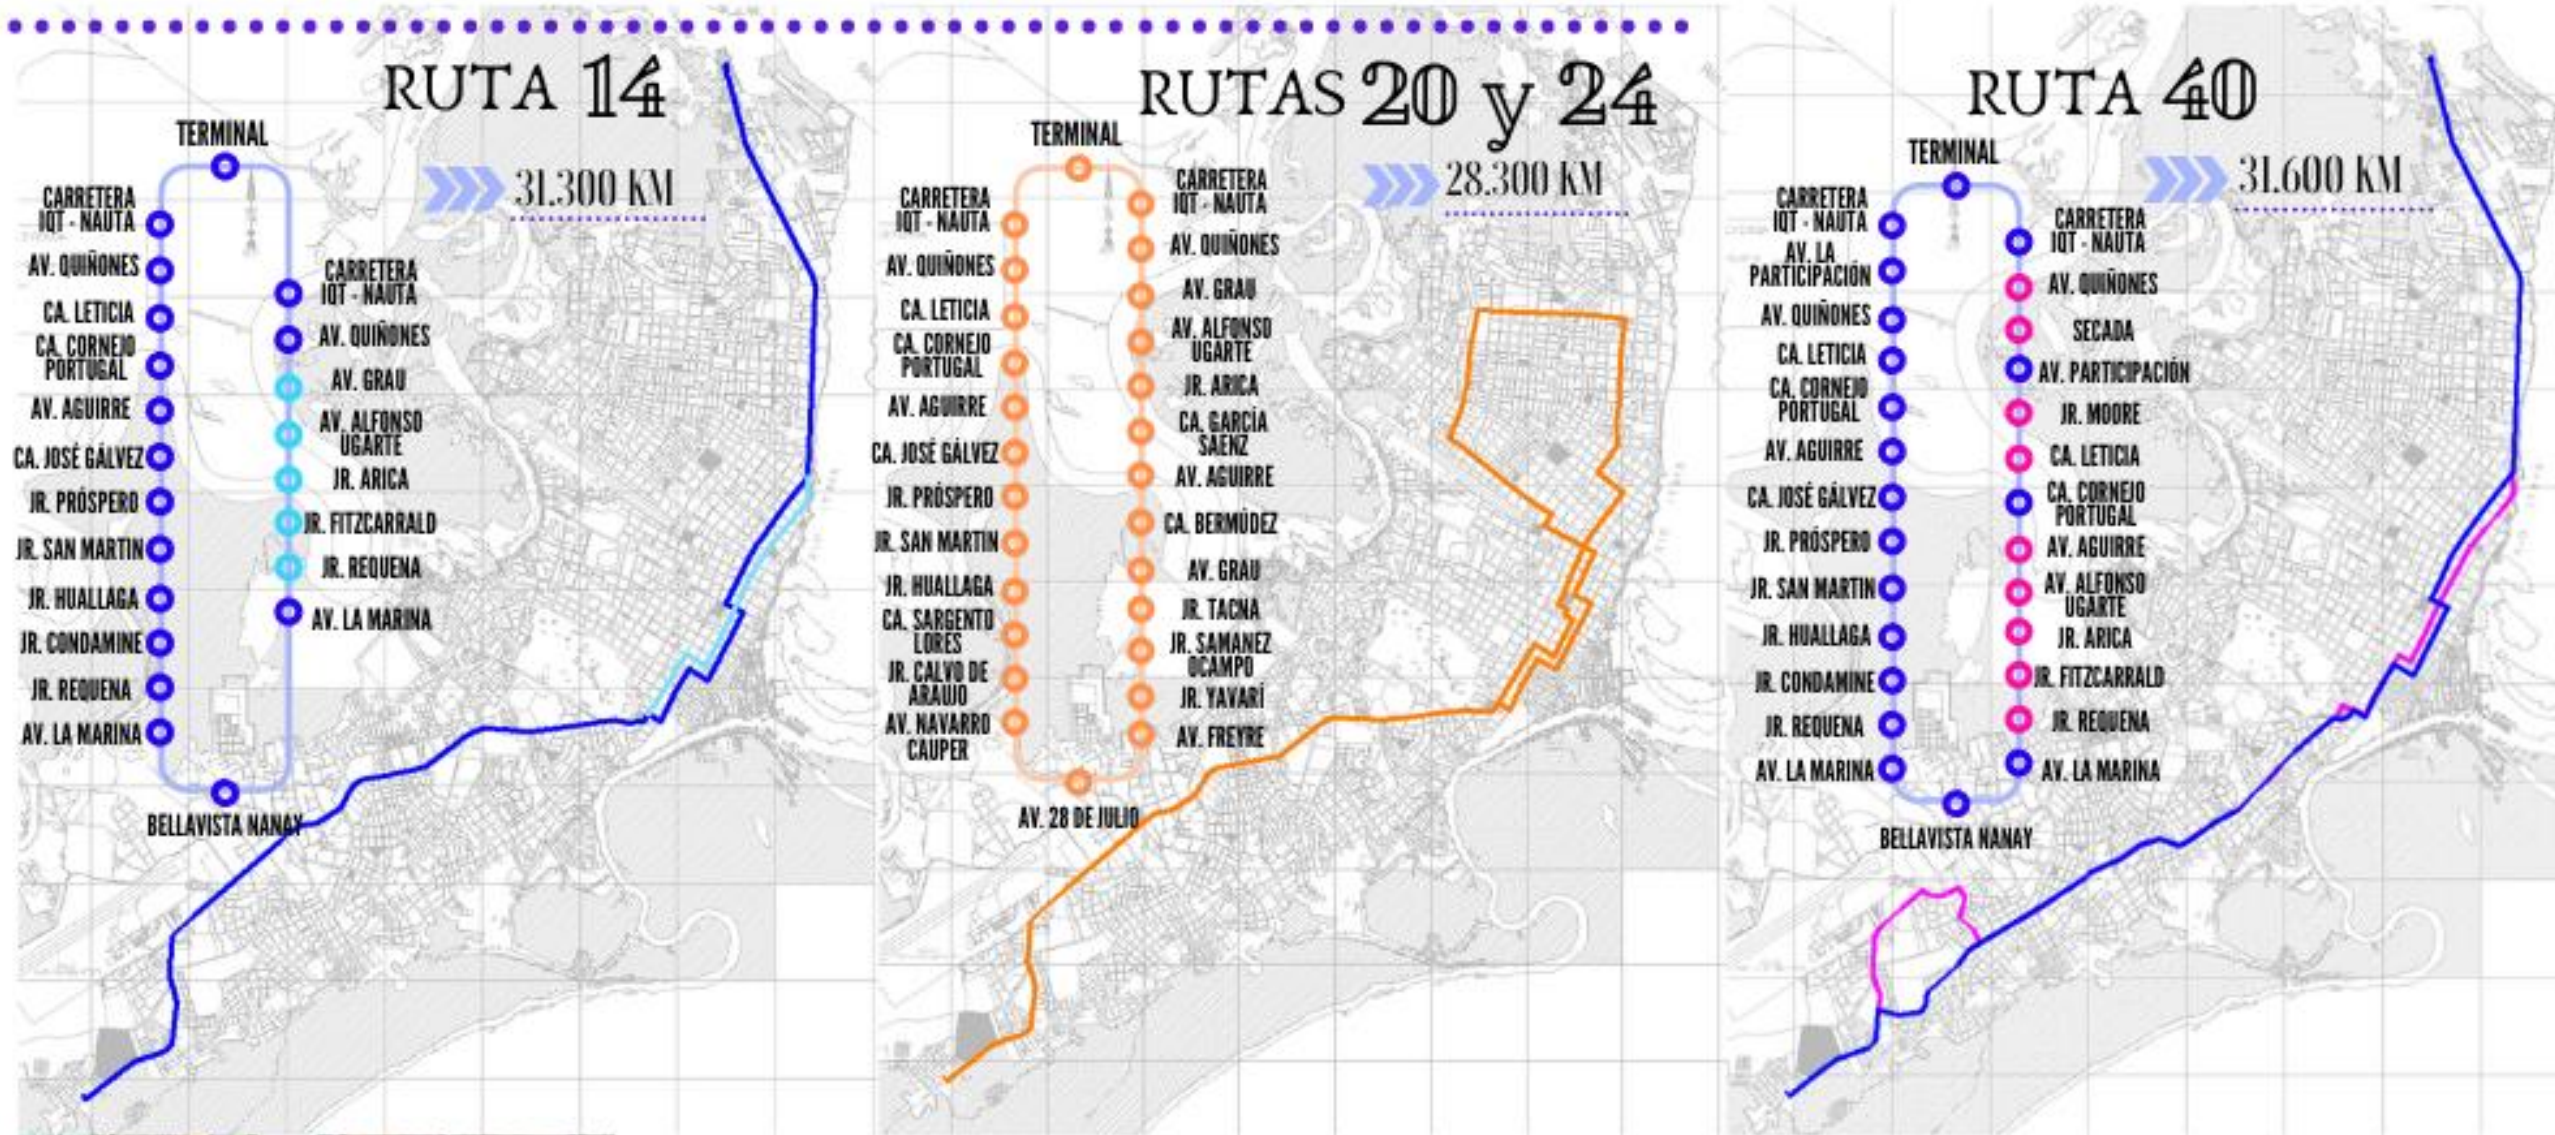 RUTA 14
31.300 KM
TERMINAL
CARRETERA
IQT - NAUTA
AV. QUIÑONES
CA. LETICIA
CA. CORNEJO
PORTUGAL
AV. AGUIRRE
CA. JOSÉ GÁLVEZ
JR. PRÓSPERO
JR. SAN MARTIN
JR. HUALLAGA
JR. CONDAMINE
JR. REQUENA
AV. LA MARINA
CARRETERA
IQT - NAUTA
AV. QUIÑONES
AV. GRAU
AV. ALFONSO
UGARTE
JR. ARICA
JR. FITZCARRALD
JR. REQUENA
AV. LA MARINA
BELLAVISTA NANAY
RUTAS 20 y 24
28.300 KM
TERMINAL
CARRETERA
IQT - NAUTA
AV. QUIÑONES
CA. LETICIA
CA. CORNEJO
PORTUGAL
AV. AGUIRRE
CA. JOSÉ GÁLVEZ
JR. PRÓSPERO
JR. SAN MARTIN
JR. HUALLAGA
CA. SARGENTO
LORES
JR. CALVO DE
ARAUJO
AV. NAVARRO
CAUPER
CARRETERA
IQT - NAUTA
AV. QUIÑONES
AV. GRAU
AV. ALFONSO
UGARTE
JR. ARICA
CA. GARCÍA
SAENZ
AV. AGUIRRE
CA. BERMÚDEZ
AV. GRAU
JR. TACNA
JR. SAMANEZ
OCAMPO
JR. YAVARÍ
AV. FREYRE
AV. 28 DE JULIO
RUTA 40
31.600 KM
TERMINAL
CARRETERA
IQT - NAUTA
AV. LA
PARTICIPACIÓN
AV. QUIÑONES
CA. LETICIA
CA. CORNEJO
PORTUGAL
AV. AGUIRRE
CA. JOSÉ GÁLVEZ
JR. PRÓSPERO
JR. SAN MARTIN
JR. HUALLAGA
JR. CONDAMINE
JR. REQUENA
AV. LA MARINA
CARRETERA
IQT - NAUTA
AV. QUIÑONES
SECADA
AV. PARTICIPACIÓN
JR. MOORE
CA. LETICIA
CA. CORNEJO
PORTUGAL
AV. AGUIRRE
AV. ALFONSO
UGARTE
JR. ARICA
JR. FITZCARRALD
JR. REQUENA
AV. LA MARINA
BELLAVISTA NANAY